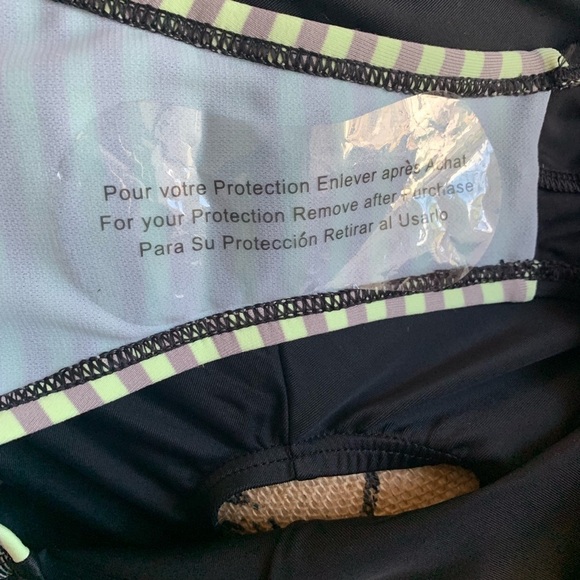 Pour votre Protection Enlever après Achat
For your Protection Remove after Purchase
Para Su Protección Retirar al Usarlo